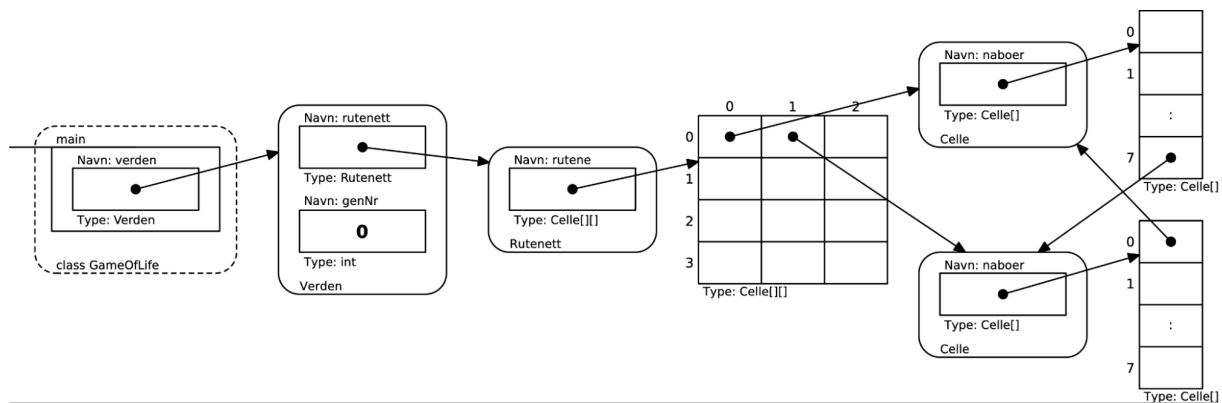 main
Navn: verden
Type: Verden
class GameOfLife
Navn: rutenett
Type: Rutenett
Navn: genNr
0
Type: int
Verden
Navn: rutene
Type: Celle[][]
Rutenett
0 1 2
0
1
2
3
Type: Celle[][]
Navn: naboer
Type: Celle[]
Celle
0
1
:
7
Type: Celle[]
Navn: naboer
Type: Celle[]
Celle
0
1
:
7
Type: Celle[]